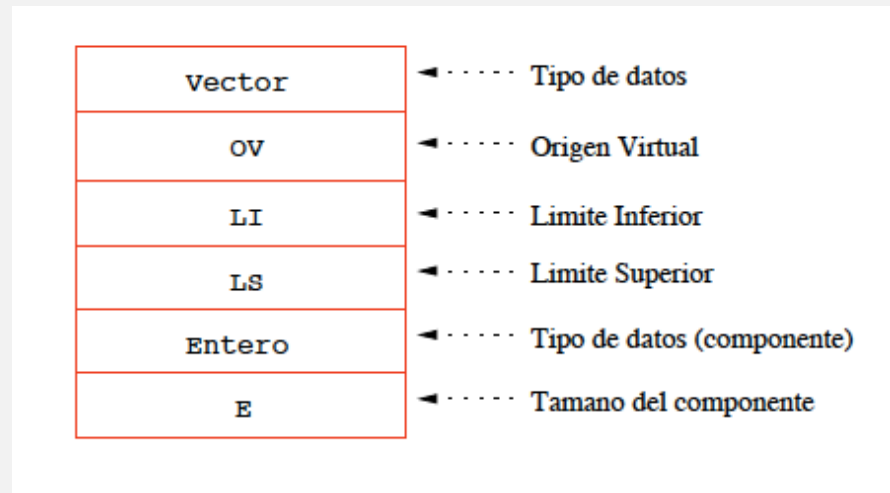 Vector Tipo de datos
OV Origen Virtual
LI Limite Inferior
LS Limite Superior
Entero Tipo de datos (componente)
E Tamano del componente